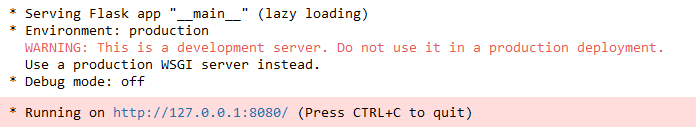 * Serving Flask app "__main__" (lazy loading)
* Environment: production
WARNING: This is a development server. Do not use it in a production deployment.
Use a production WSGI server instead.
* Debug mode: off
* Running on http://127.0.0.1:8080/ (Press CTRL+C to quit)